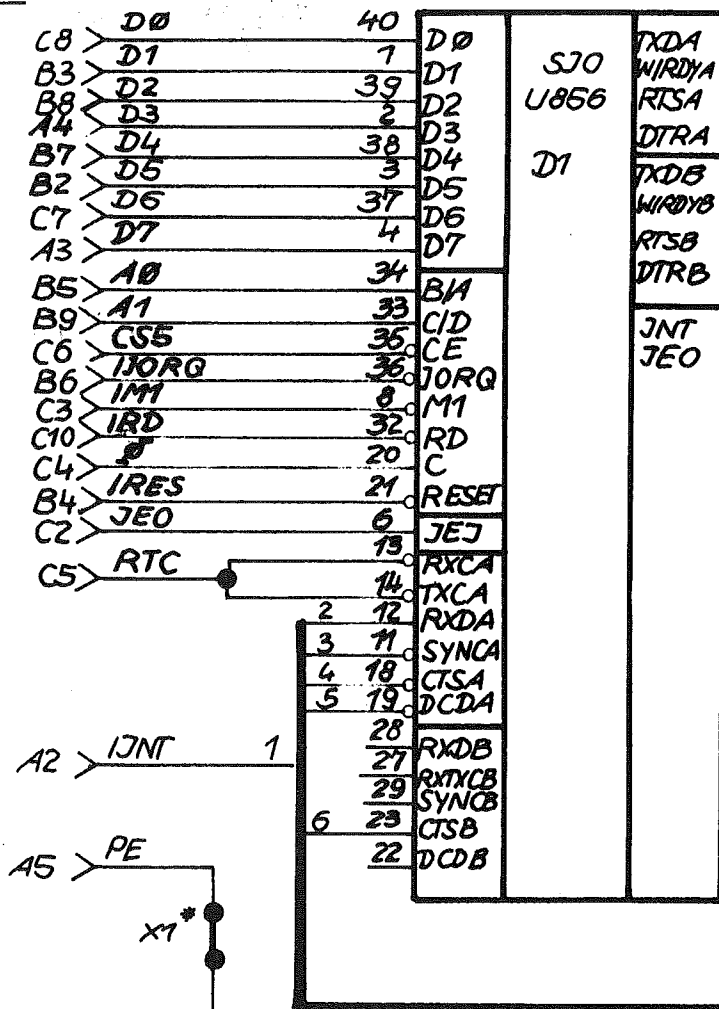 C8 DØ 40 DØ SJO TXDA
B3 D1 1 D1 U856 W/RDYA
B8 D2 39 D2 RTSA
A4 D3 2 D3 DTRA
B7 D4 38 D4 D1
B2 D5 3 D5 TXDB
C7 D6 37 D6 W/RDYB
A3 D7 4 D7 RTSB
B5 AØ 34 B/A DTRB
B9 A1 33 C/D JNT
C6 CS5 35 CE JEO
B6 /JORQ 36 JORQ
C3 /M1 8 M1
C10 /RD 32 RD
C4 Ø 20 C
B4 /RES 21 RESET
C2 JEO 6 JEJ
C5 RTC 13 RXCA
14 TXCA
2 12 RXDA
3 11 SYNCA
4 18 CTSA
5 19 DCDA
28 RXDB
A2 /JNT 1 27 RXTXCB
29 SYNCB
6 23 CTSB
A5 PE 22 DCDB
X1*